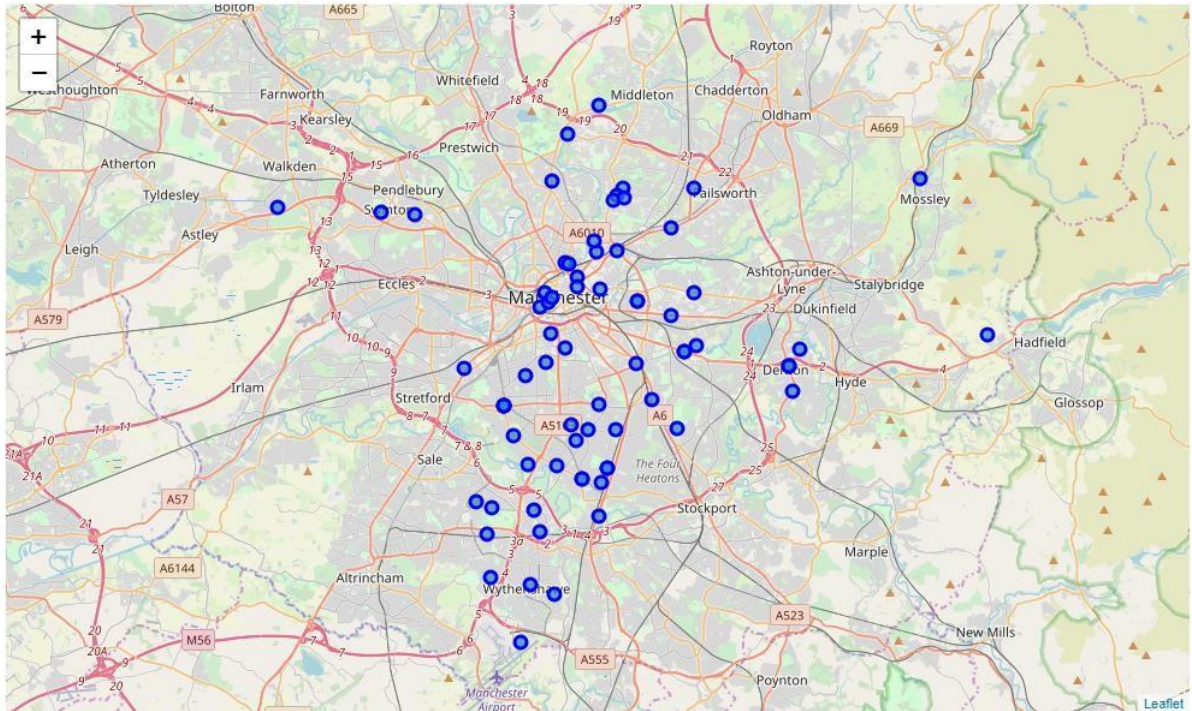 Bolton
A665
Royton
+
−
Whitefield
Middleton
Chadderton
Westhoughton
Farnworth
Oldham
Kearsley
A669
Prestwich
Atherton
Walkden
Pendlebury
Failsworth
Tyldesley
Swinton
Mossley
Astley
A6010
Leigh
Ashton-under-
Lyne
Stalybridge
Eccles
Manchester
Dukinfield
A579
Hadfield
Denton
Irlam
Stretford
Hyde
Glossop
A6
Sale
The Four
Heatons
A57
Stockport
Marple
A6144
Altrincham
Wythenshawe
A523
M56
New Mills
A555
Poynton
Manchester
Airport
Leaflet